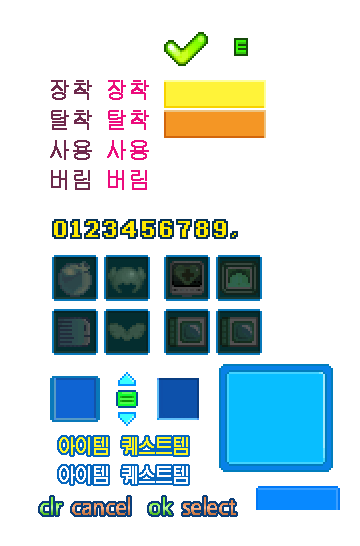 장착 장착
탈착 탈착
사용 사용
버림 버림
0123456789,
아이템 퀘스트템
아이템 퀘스트템
clr cancel ok select